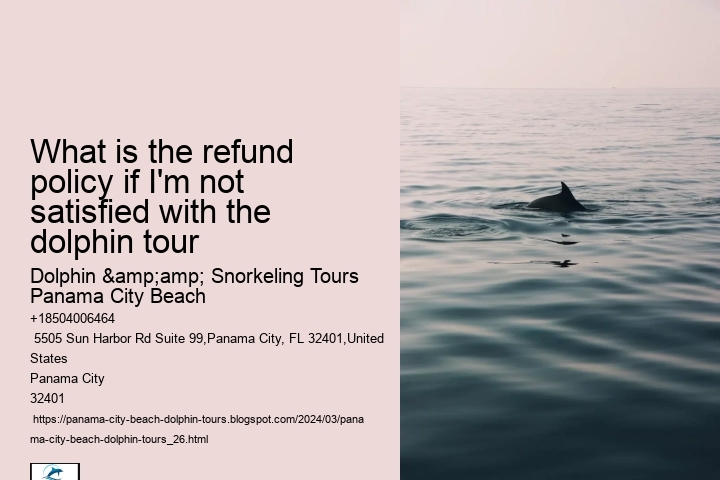 What is the refund
policy if I'm not
satisfied with the
dolphin tour
Dolphin &amp;amp; Snorkeling Tours
Panama City Beach
+18504006464
5505 Sun Harbor Rd Suite 99,Panama City, FL 32401,United
States
Panama City
32401
https://panama-city-beach-dolphin-tours.blogspot.com/2024/03/pana
ma-city-beach-dolphin-tours_26.html